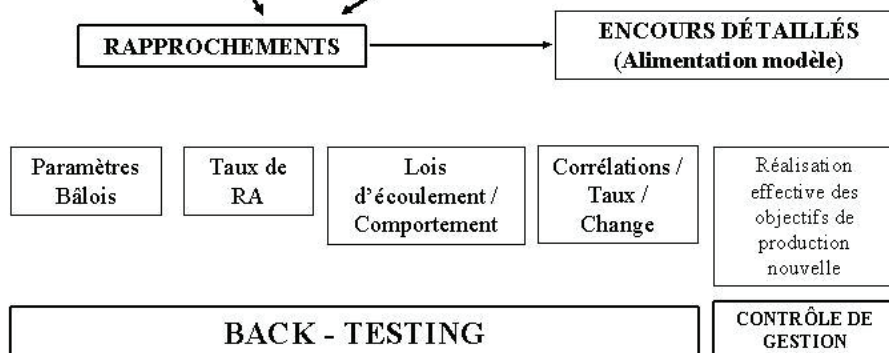 RAPPROCHEMENTS
ENCOURS DÉTAILLÉS
(Alimentation modèle)
Paramètres
Bâlois
Taux de
RA
Lois
d'écoulement /
Comportement
Corrélations /
Taux /
Change
Réalisation
effective des
objectifs de
production
nouvelle
BACK - TESTING
CONTRÔLE DE
GESTION